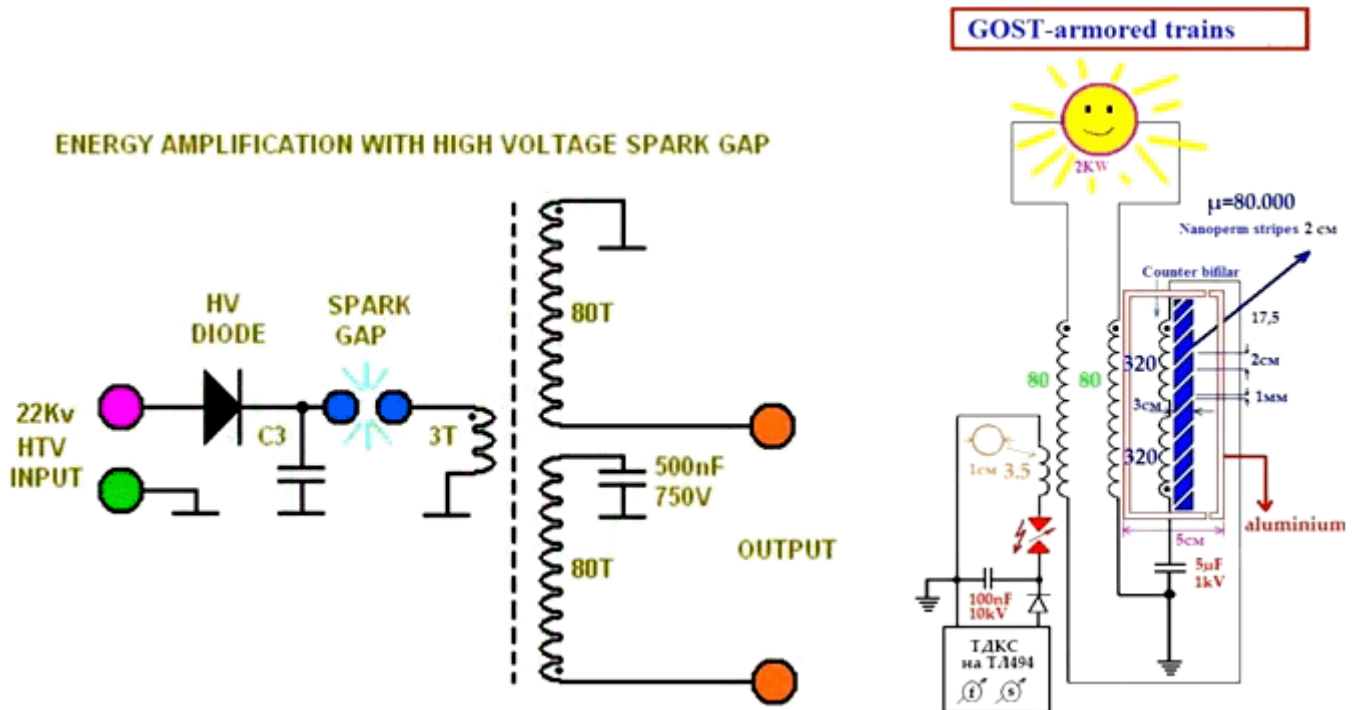 ENERGY AMPLIFICATION WITH HIGH VOLTAGE SPARK GAP
HV
DIODE
SPARK
GAP
22Kv
HTV
INPUT
C3
3T
80T
500nF
750V
80T
OUTPUT
GOST-armored trains
2KW
µ=80.000
Nanoperm stripes 2 см
Counter bifilar
17,5
320
2см
80
80
3см
1мм
320
1см
3.5
aluminium
5см
5µF
1kV
100nF
10kV
ТДКС
на ТЛ494
f
s